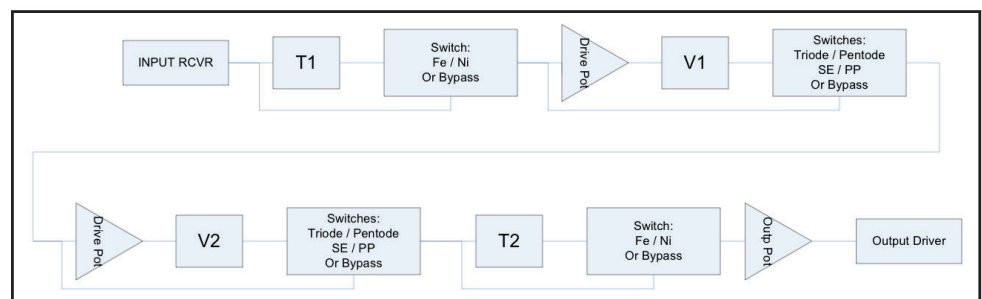 INPUT RCVR
T1
Switch:
Fe / Ni
Or Bypass
Drive Pot
V1
Switches:
Triode / Pentode
SE / PP
Or Bypass
Drive Pot
V2
Switches:
Triode / Pentode
SE / PP
Or Bypass
T2
Switch:
Fe / Ni
Or Bypass
Outp Pot
Output Driver